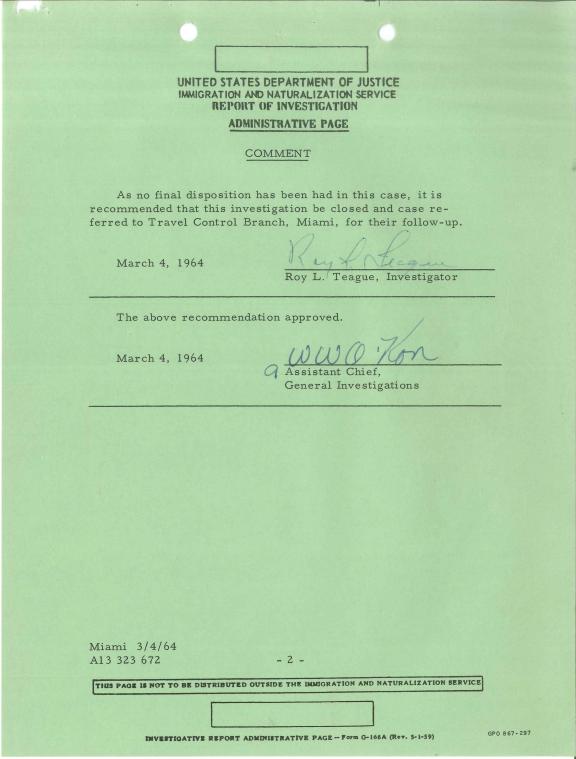 UNITED STATES DEPARTMENT OF JUSTICE
IMMIGRATION AND NATURALIZATION SERVICE
REPORT OF INVESTIGATION
ADMINISTRATIVE PAGE
COMMENT
As no final disposition has been had in this case, it is
recommended that this investigation be closed and case re-
ferred to Travel Control Branch, Miami, for their follow-up.
March 4, 1964
Roy L. Teague
Roy L. Teague, Investigator
The above recommendation approved.
March 4, 1964
a Assistant Chief,
General Investigations
Miami 3/4/64
A13 323 672
- 2 -
THIS PAGE IS NOT TO BE DISTRIBUTED OUTSIDE THE IMMIGRATION AND NATURALIZATION SERVICE
INVESTIGATIVE REPORT ADMINISTRATIVE PAGE — Form G-166A (Rev. 5-1-59)
GPO 867-297